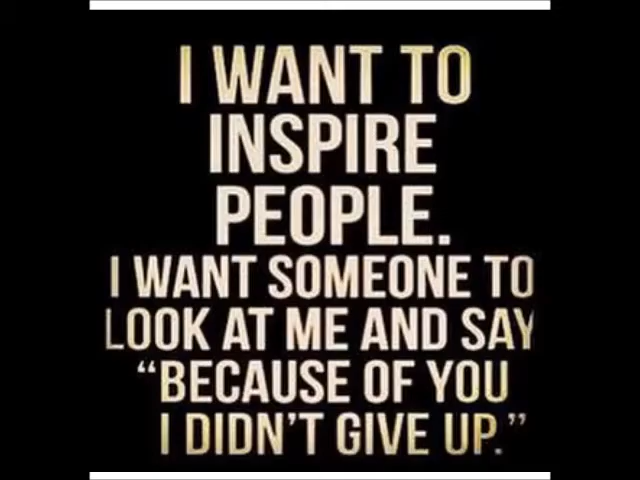 I WANT TO
INSPIRE
PEOPLE.
I WANT SOMEONE TO
LOOK AT ME AND SAY
“BECAUSE OF YOU
I DIDN’T GIVE UP.”